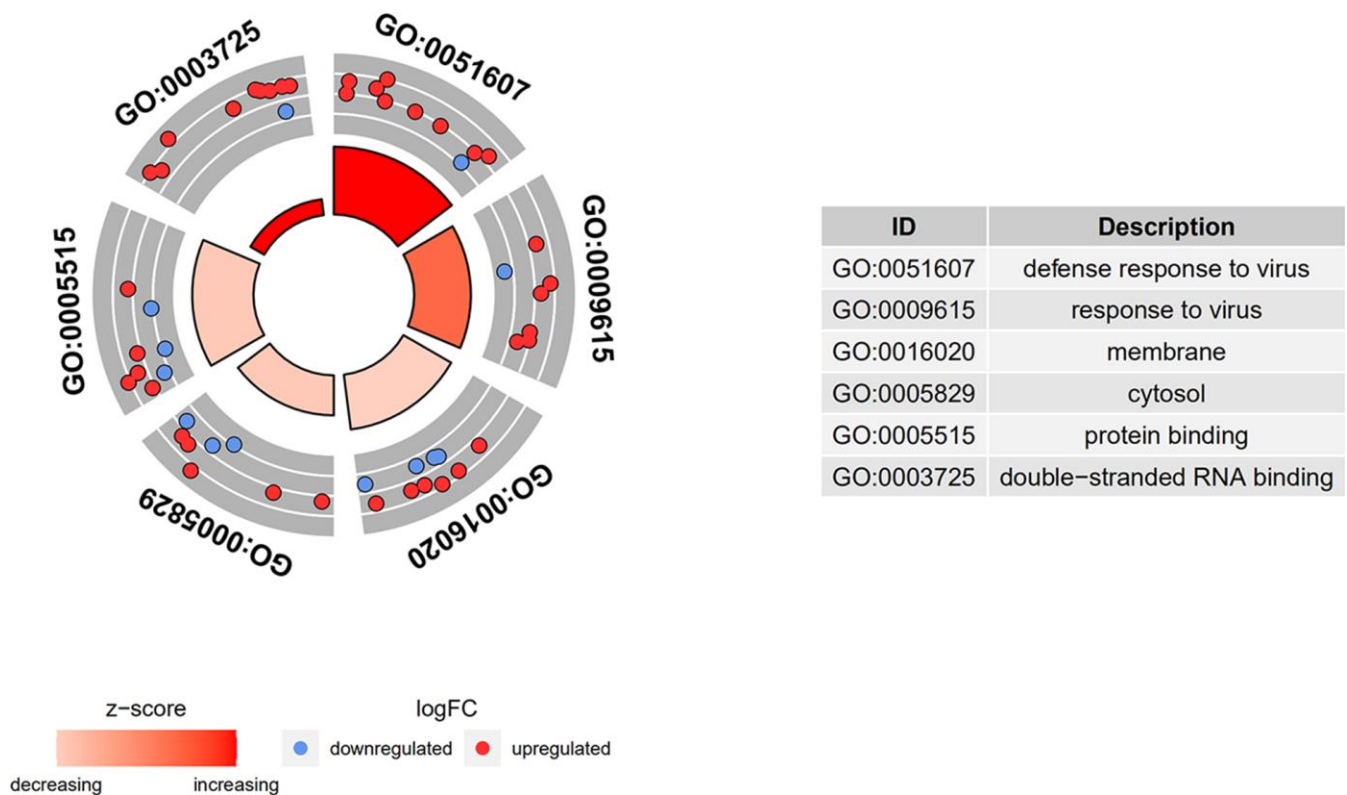 GO:0003725
GO:0051607
GO:0009615
GO:0016020
GO:0005829
GO:0005515
ID Description
GO:0051607 defense response to virus
GO:0009615 response to virus
GO:0016020 membrane
GO:0005829 cytosol
GO:0005515 protein binding
GO:0003725 double−stranded RNA binding
z−score logFC
downregulated upregulated
decreasing increasing